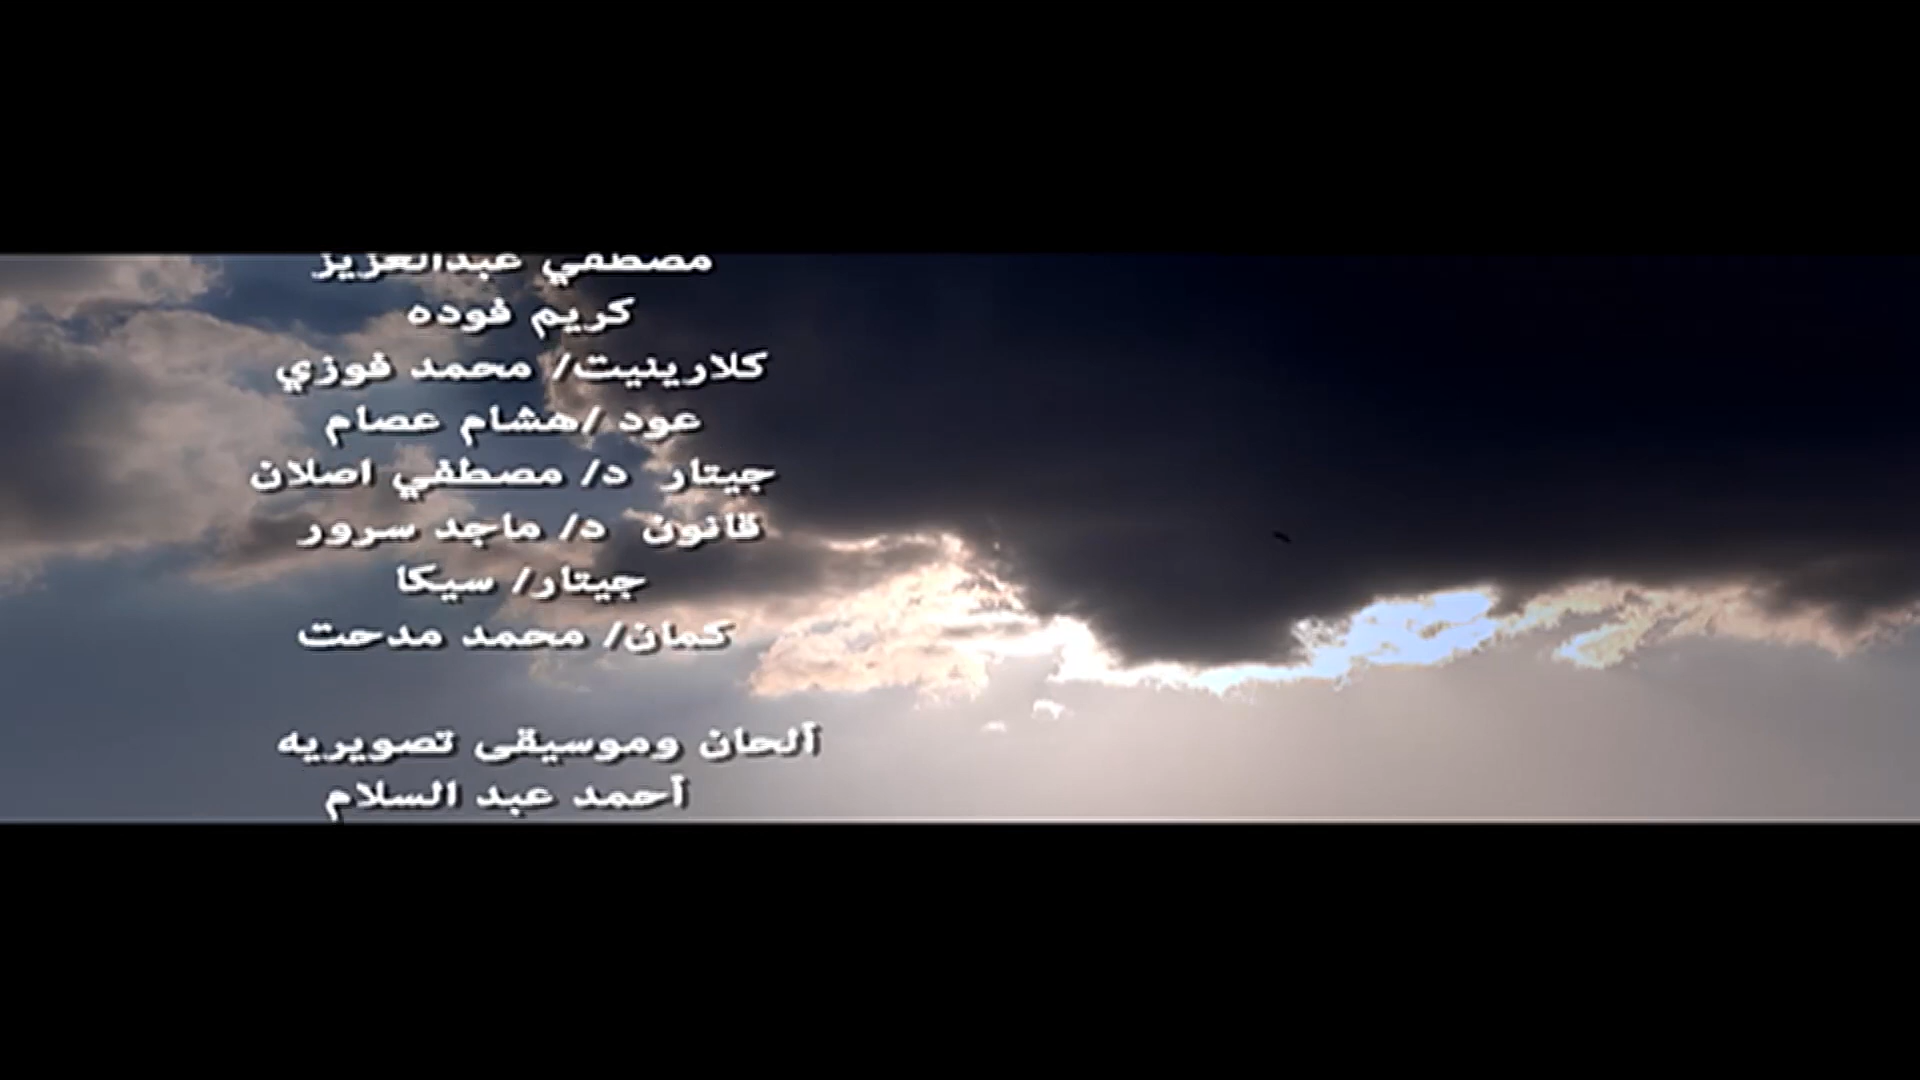 مصطفي عبدالعزيز
كريم فوده
كلارينيت/ محمد فوزي
عود /هشام عصام
جيتار د/ مصطفي اصلان
قانون د/ ماجد سرور
جيتار/ سيكا
كمان/ محمد مدحت
ألحان وموسيقى تصويريه
أحمد عبد السلام